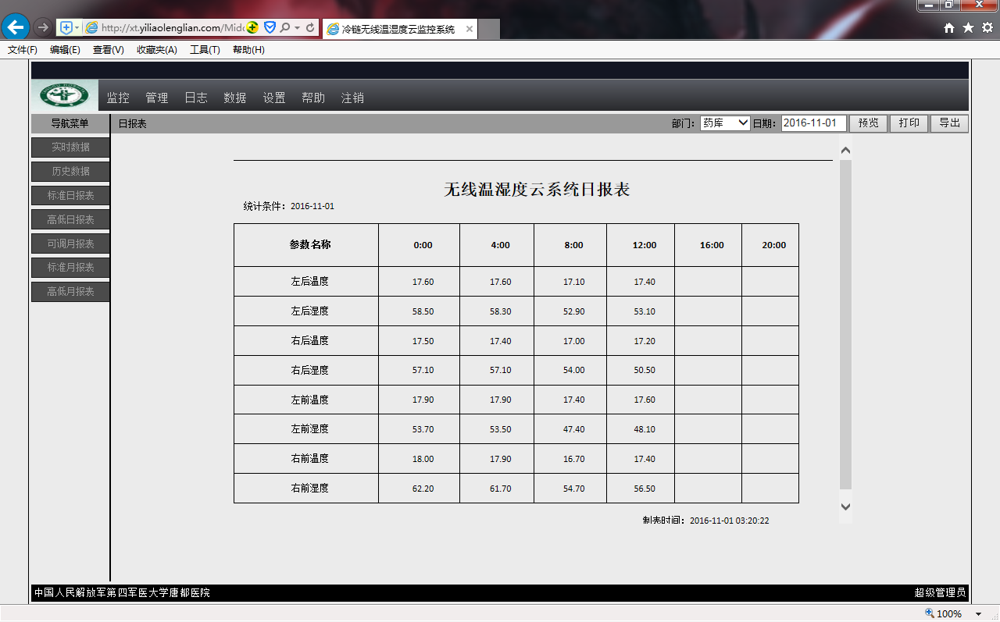 http://xt.yiliaolenglian.com/Mid
冷链无线温湿度云监控系统
文件(F) 编辑(E) 查看(V) 收藏夹(A) 工具(T) 帮助(H)
监控 管理 日志 数据 设置 帮助 注销
导航菜单
日报表
部门: 药库 日期: 2016-11-01 预览 打印 导出
实时数据
历史数据
标准日报表
高低日报表
可调月报表
标准月报表
高低月报表
无线温湿度云系统日报表
统计条件: 2016-11-01
参数名称 0:00 4:00 8:00 12:00 16:00 20:00
左后温度 17.60 17.60 17.10 17.40
左后湿度 58.50 58.30 52.90 53.10
右后温度 17.50 17.40 17.00 17.20
右后湿度 57.10 57.10 54.00 50.50
左前温度 17.90 17.90 17.40 17.60
左前湿度 53.70 53.50 47.40 48.10
右前温度 18.00 17.90 16.70 17.40
右前湿度 62.20 61.70 54.70 56.50
制表时间: 2016-11-01 03:20:22
中国人民解放军第四军医大学唐都医院
超级管理员
100%